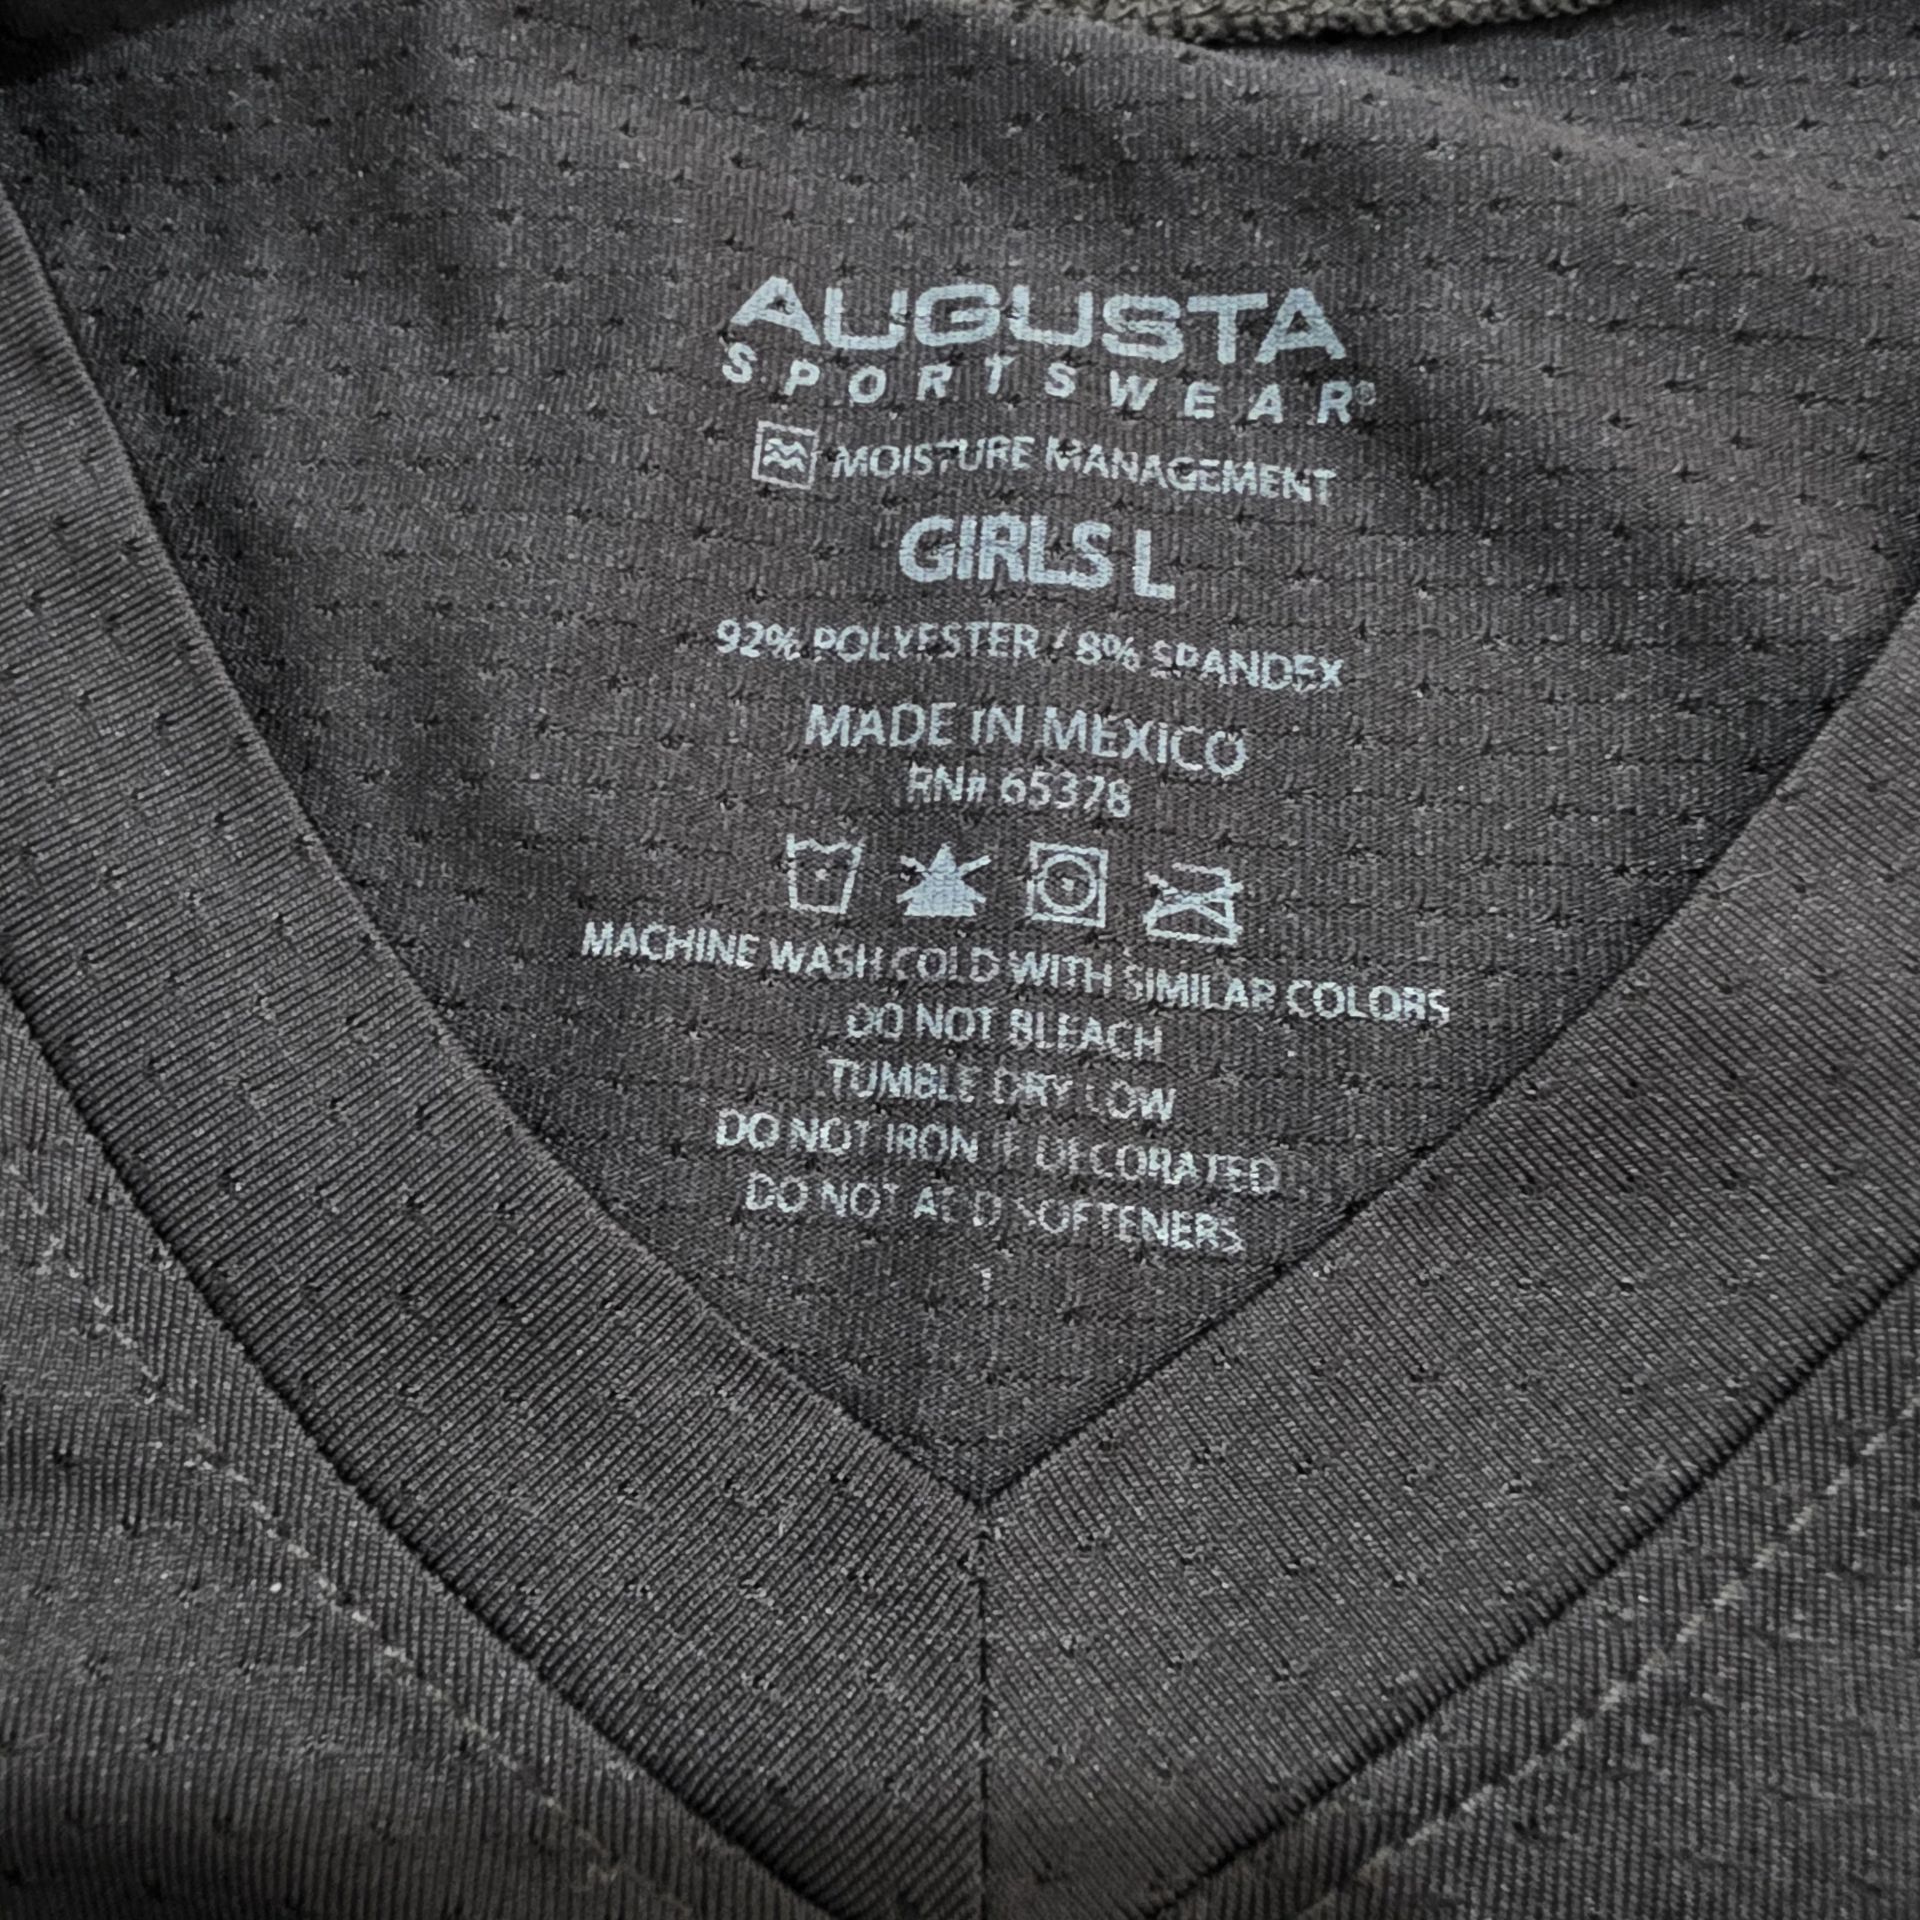 AUGUSTA
SPORTSWEAR®
MOISTURE MANAGEMENT
GIRLS L
92% POLYESTER / 8% SPANDEX
MADE IN MEXICO
RN# 65378
MACHINE WASH COLD WITH SIMILAR COLORS
DO NOT BLEACH
TUMBLE DRY LOW
DO NOT IRON IF DECORATED
DO NOT ADD SOFTENERS